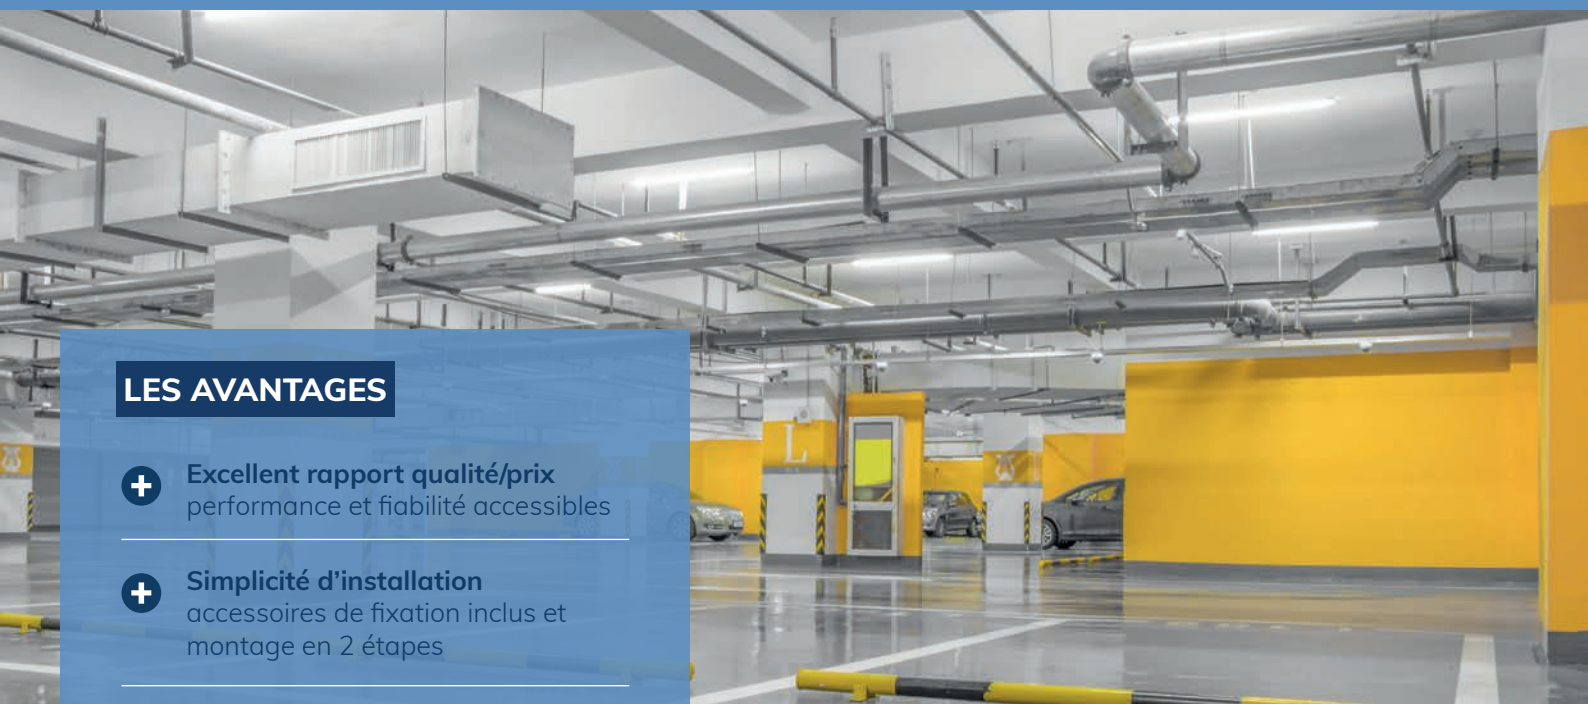 LES AVANTAGES
Excellent rapport qualité/prix
performance et fiabilité accessibles
Simplicité d’installation
accessoires de fixation inclus et
montage en 2 étapes
L